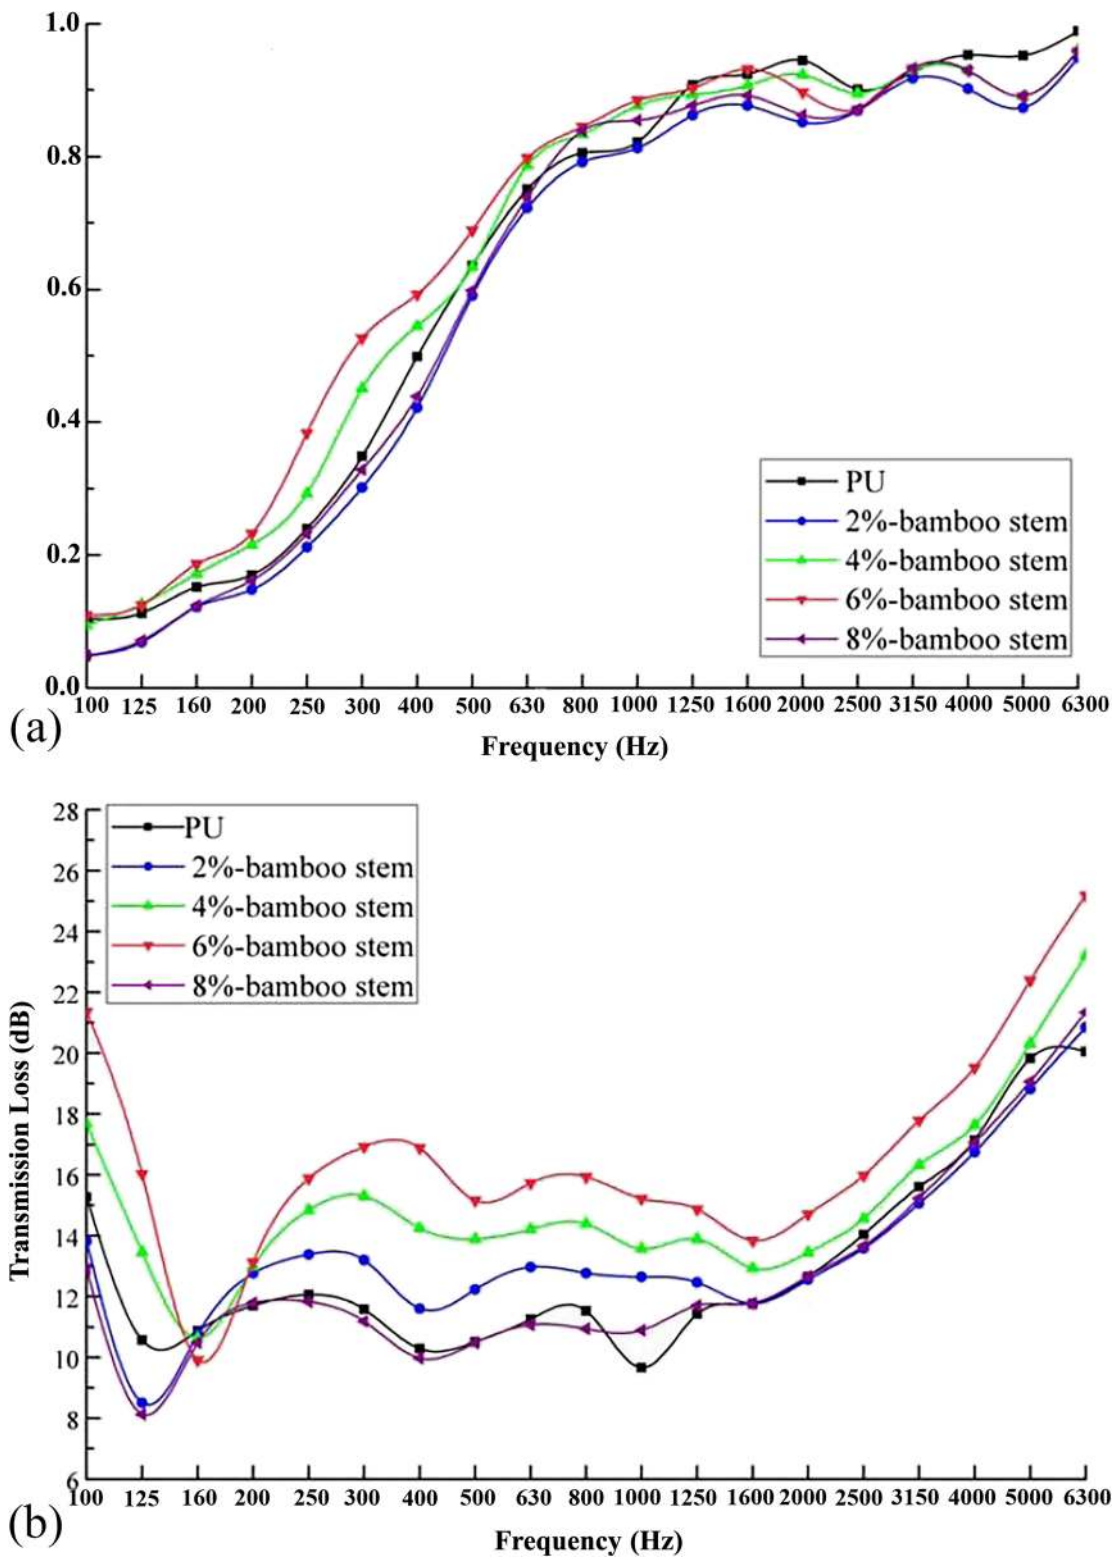 1.0
0.8
0.6
0.4
0.2
0.0
PU
2%-bamboo stem
4%-bamboo stem
6%-bamboo stem
8%-bamboo stem
100 125 160 200 250 300 400 500 630 800 1000 1250 1600 2000 2500 3150 4000 5000 6300
(a)
Frequency (Hz)
28
26
24
22
20
18
16
14
12
10
8
6
Transmission Loss (dB)
PU
2%-bamboo stem
4%-bamboo stem
6%-bamboo stem
8%-bamboo stem
100 125 160 200 250 300 400 500 630 800 1000 1250 1600 2000 2500 3150 4000 5000 6300
(b)
Frequency (Hz)